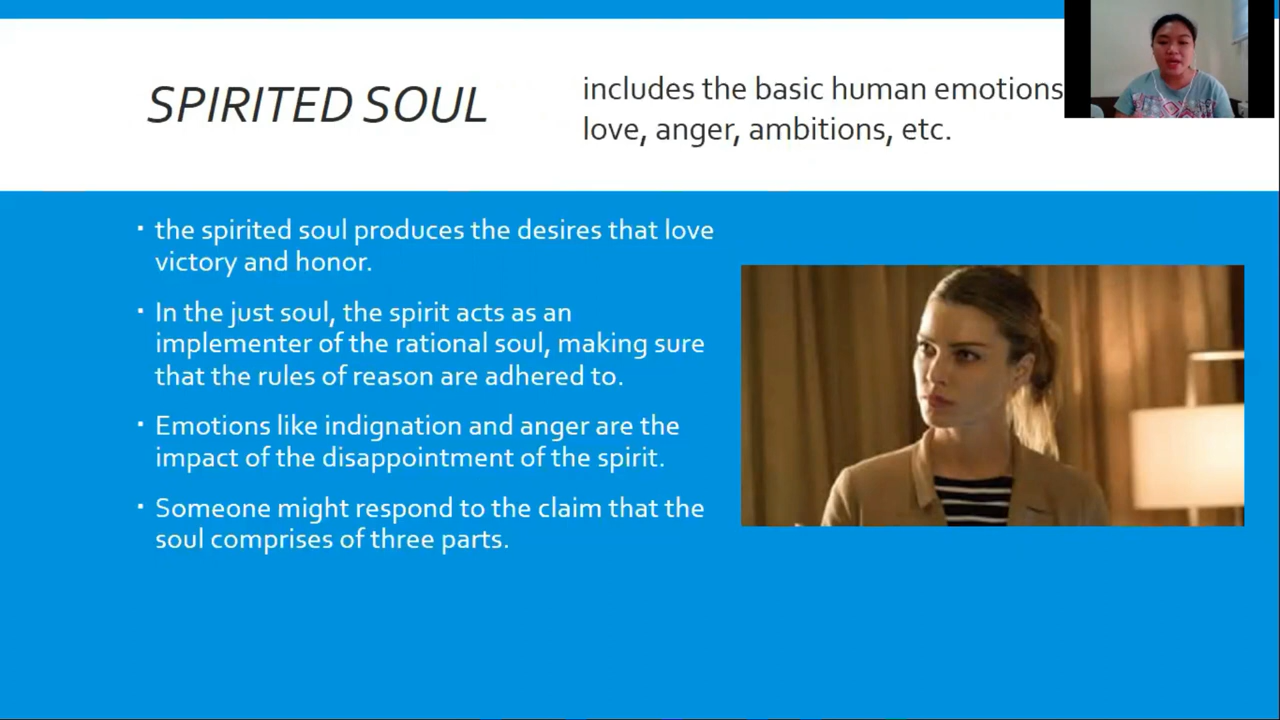 SPIRITED SOUL
includes the basic human emotions
love, anger, ambitions, etc.
the spirited soul produces the desires that love
victory and honor.
In the just soul, the spirit acts as an
implementer of the rational soul, making sure
that the rules of reason are adhered to.
Emotions like indignation and anger are the
impact of the disappointment of the spirit.
Someone might respond to the claim that the
soul comprises of three parts.